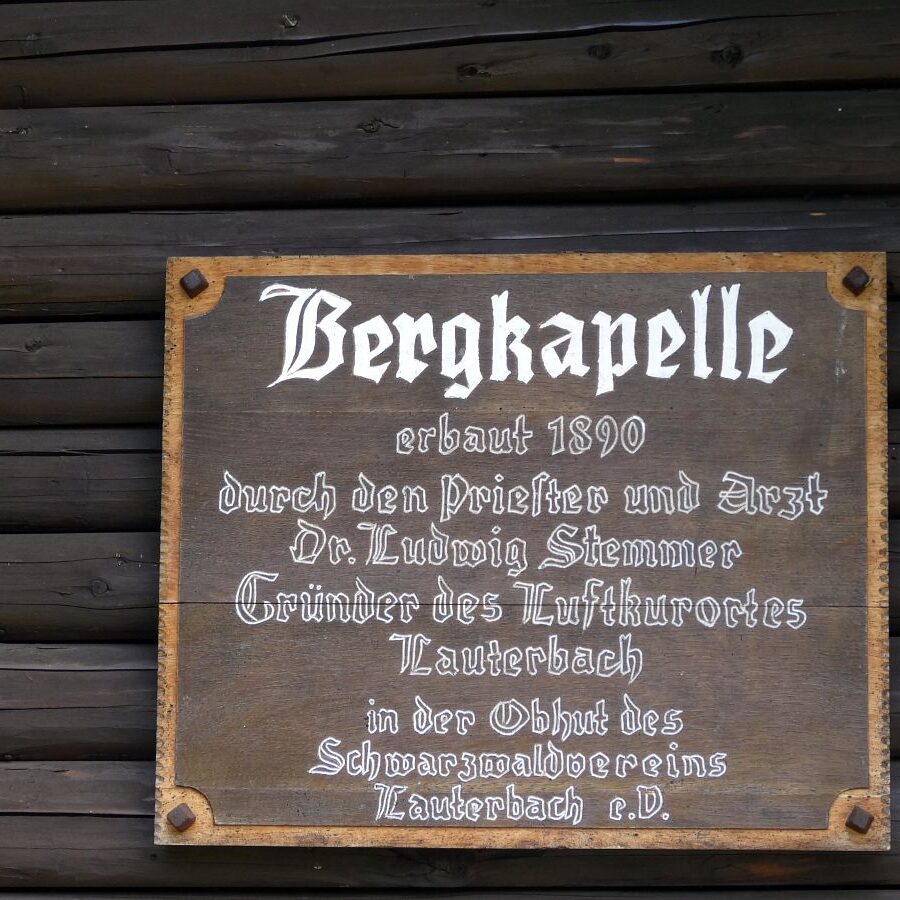 Bergkapelle
erbaut 1890
durch den Prieſter und Arzt
Dr. Ludwig Stemmer
Gründer des Luftkurortes
Lauterbach
in der Obhut des
Schwarzwaldvereins
Lauterbach e.V.